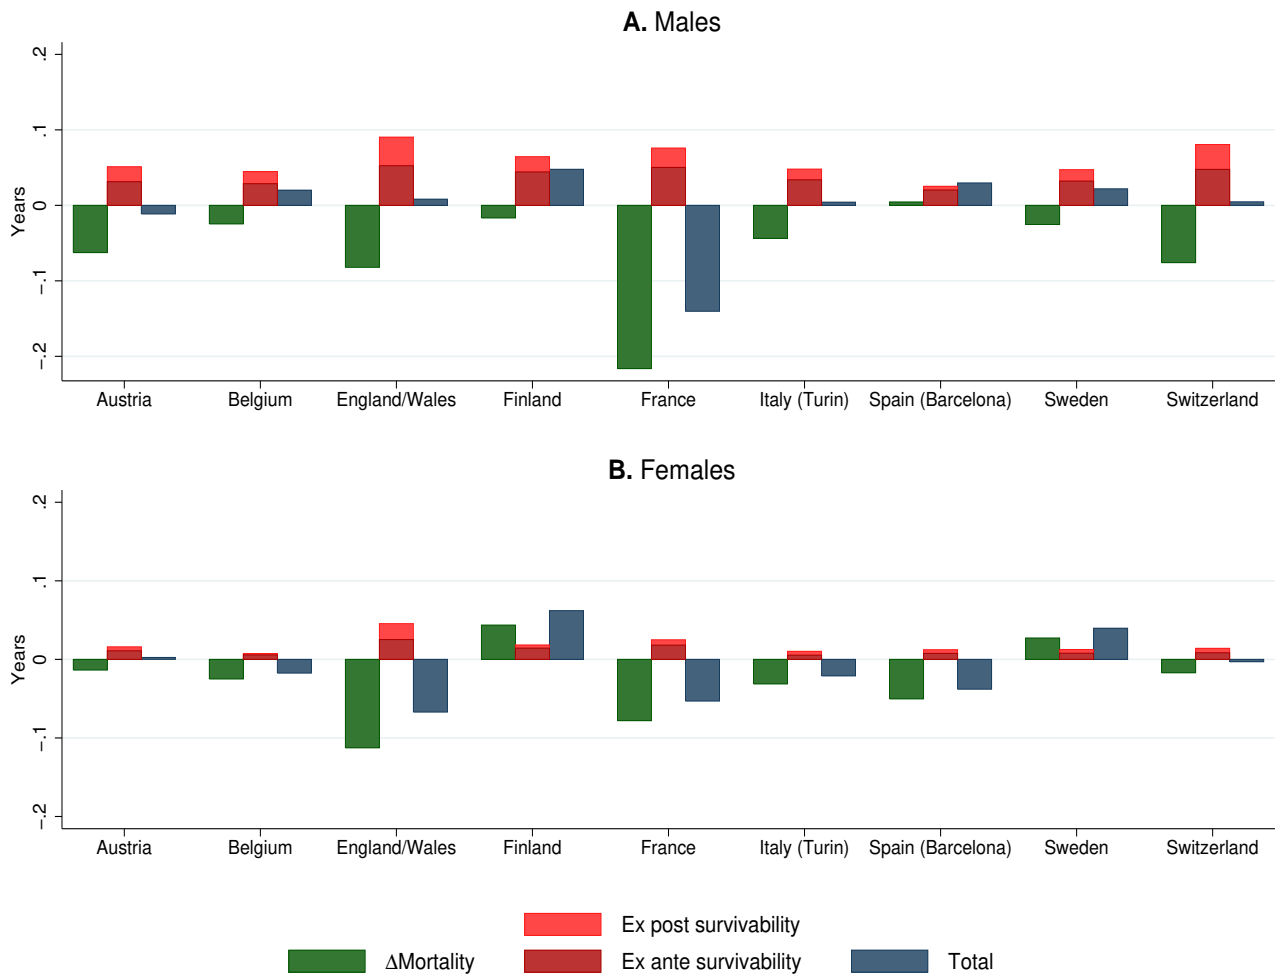 A. Males
Years
.2
.1
0
−.1
−.2
Austria Belgium England/Wales Finland France Italy (Turin) Spain (Barcelona) Sweden Switzerland
B. Females
Years
.2
.1
0
−.1
−.2
Austria Belgium England/Wales Finland France Italy (Turin) Spain (Barcelona) Sweden Switzerland
Ex post survivability
ΔMortality Ex ante survivability Total